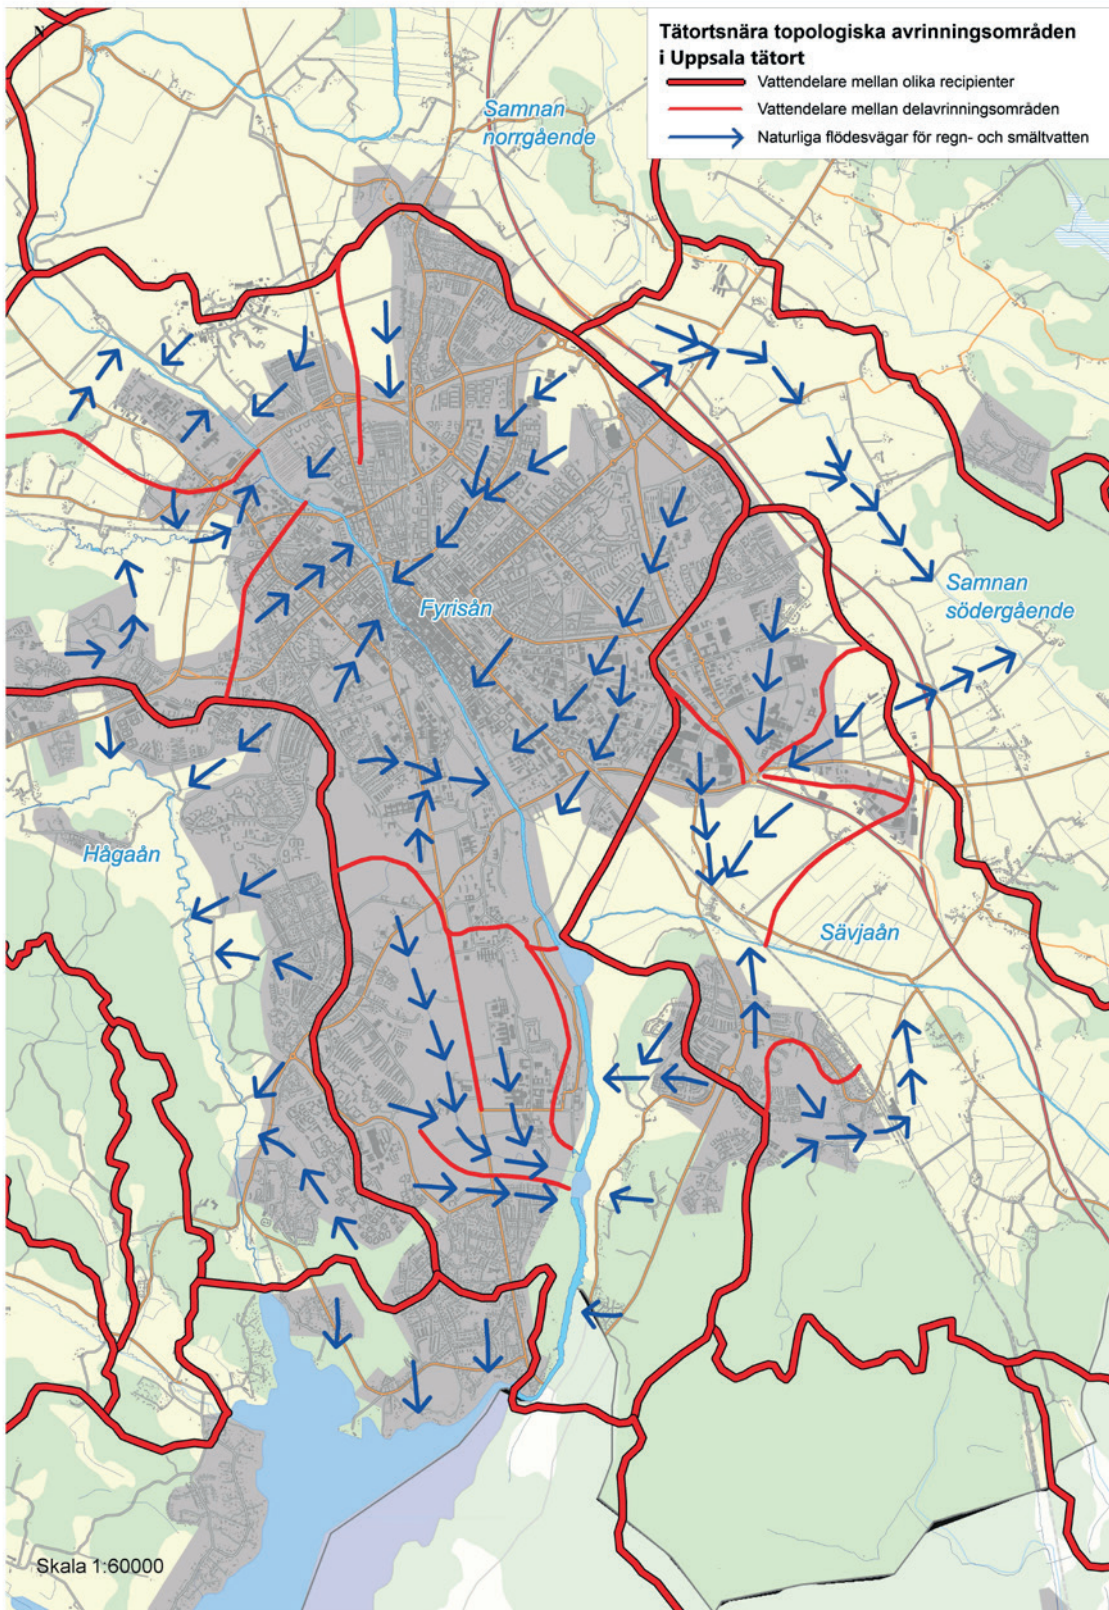 Tätortsnära topologiska avrinningsområden
i Uppsala tätort
Vattendelare mellan olika recipienter
Vattendelare mellan delavrinningsområden
Naturliga flödesvägar för regn- och smältvatten
N
Samnan
norrgående
Fyrisån
Samnan
södergående
Hågaån
Sävjaån
Skala 1:60000